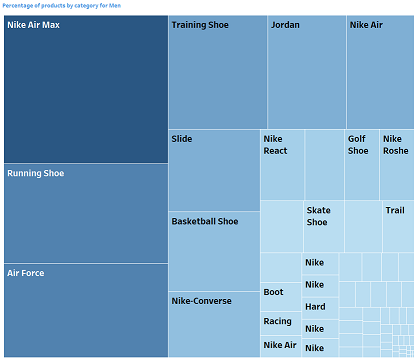 Percentage of products by category for Men
Nike Air Max
Training Shoe
Jordan
Nike Air
Slide
Nike
React
Golf
Shoe
Nike
Roshe
Running Shoe
Basketball Shoe
Skate
Shoe
Trail
Air Force
Nike-Converse
Boot
Racing
Nike Air
Nike
Nike
Hard
Nike
Nike